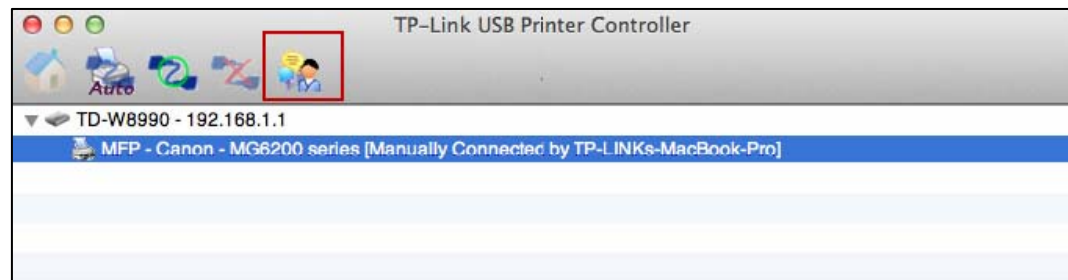 TP-Link USB Printer Controller
Auto
TD-W8990 - 192.168.1.1
MFP - Canon - MG6200 series [Manually Connected by TP-LINKs-MacBook-Pro]